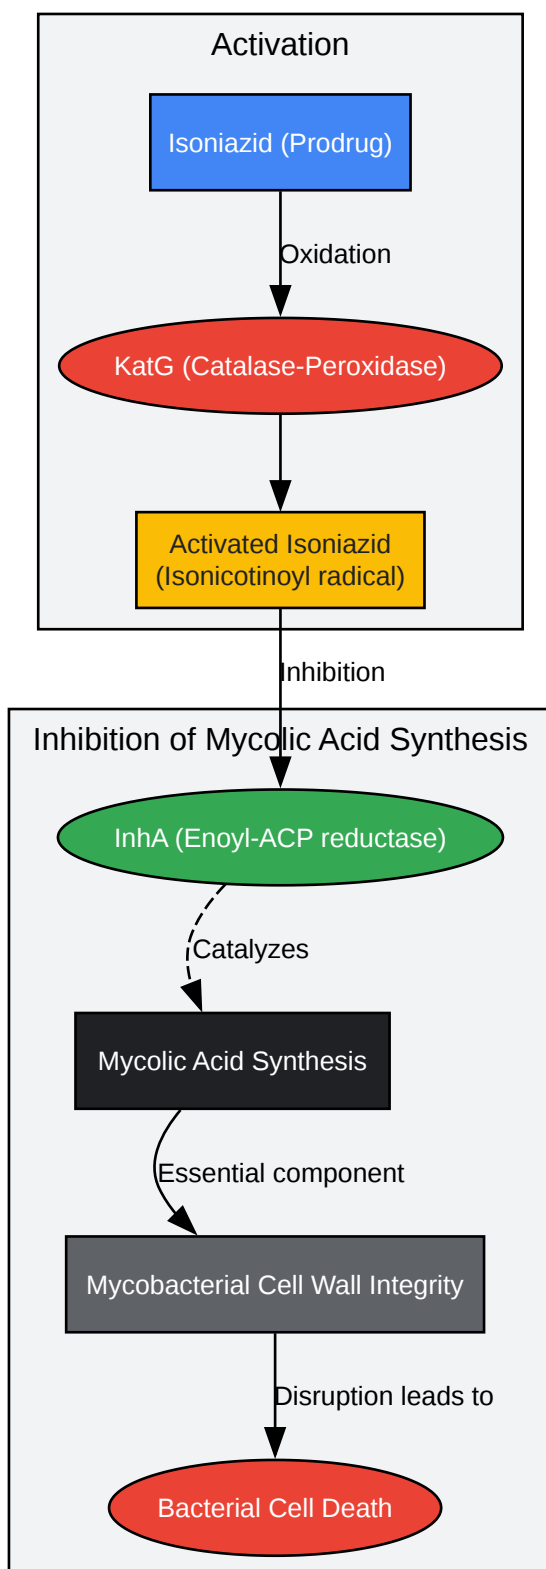 Activation
Isoniazid (Prodrug)
Oxidation
KatG (Catalase-Peroxidase)
Activated Isoniazid
(Isonicotinoyl radical)
Inhibition
Inhibition of Mycolic Acid Synthesis
InhA (Enoyl-ACP reductase)
Catalyzes
Mycolic Acid Synthesis
Essential component
Mycobacterial Cell Wall Integrity
Disruption leads to
Bacterial Cell Death